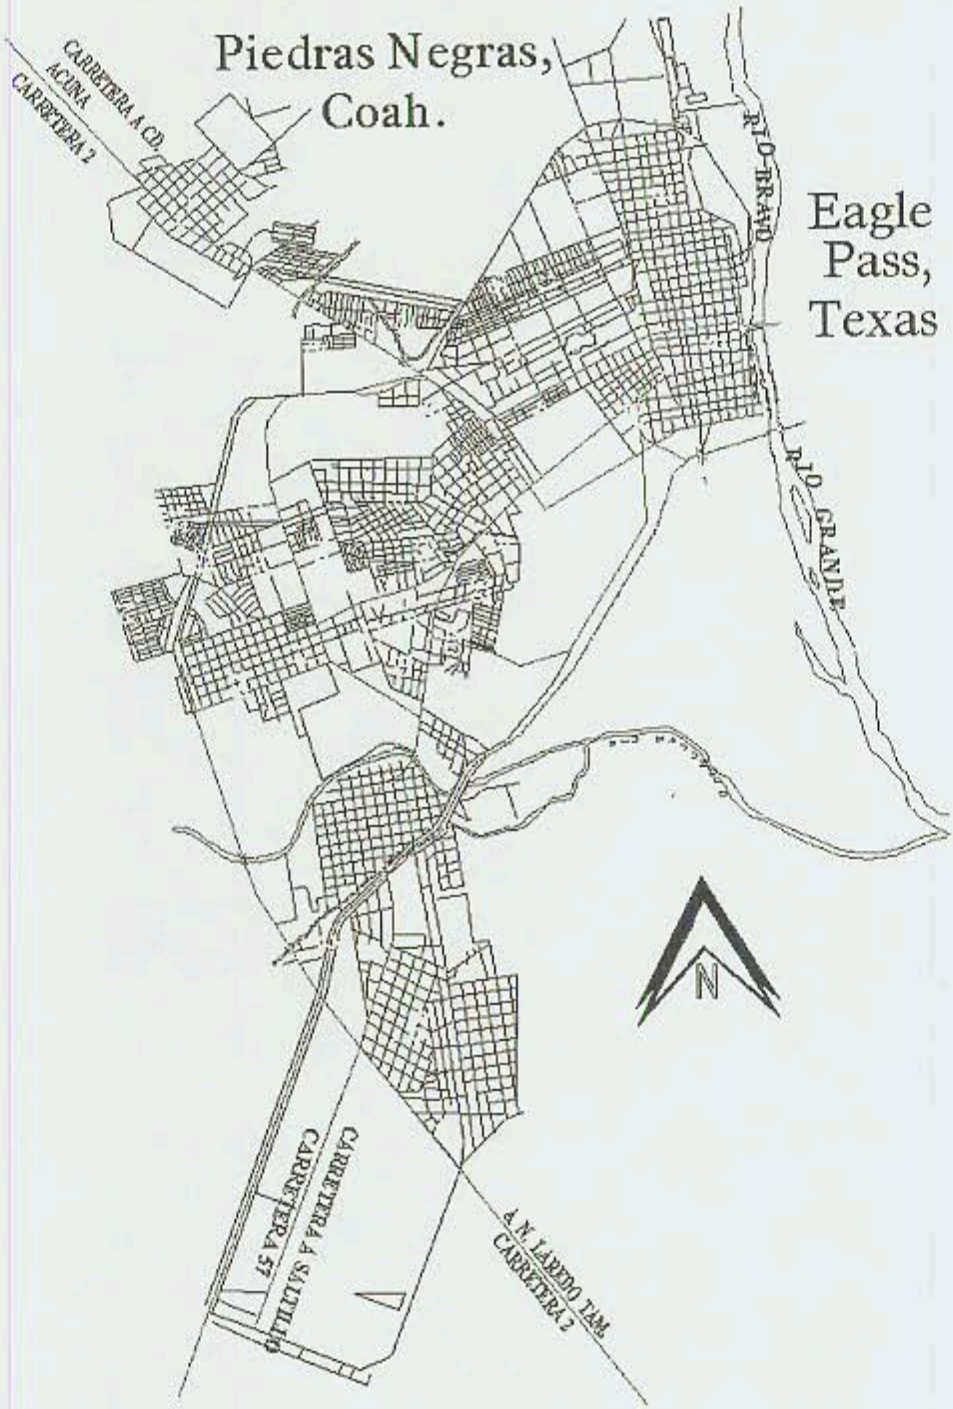 Piedras Negras,
Coah.
CARRETERA A CD.
ACUNA
CARRETERA 2
RIO BRAVO
Eagle
Pass,
Texas
RIO GRANDE
N
CARRETERA A SALTILLO
CARRETERA 57
A N. LAREDO TAM.
CARRETERA 2